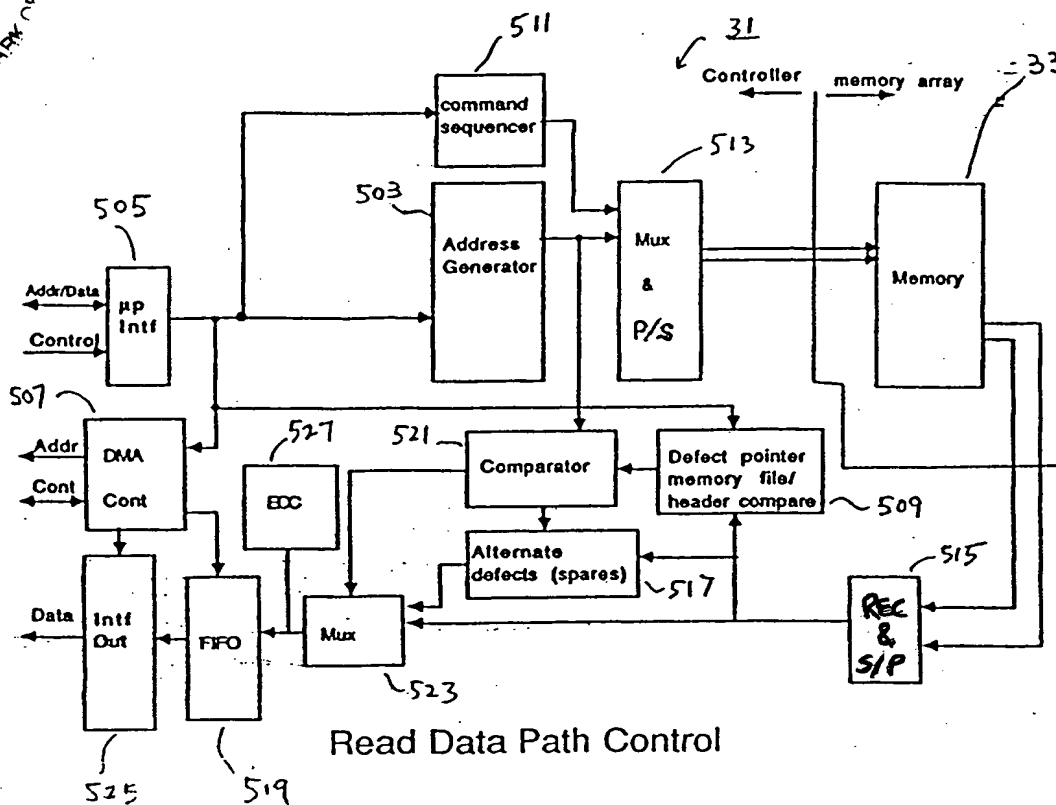 511
31
Controller
memory array
33
command
sequencer
513
503
505
Address
Generator
Mux
&
P/S
Memory
Addr/Data
Control
µp
Intf
507
Addr
Cont
DMA
Cont
527
ECC
521
Comparator
Defect pointer
memory file/
header compare
509
Alternate
defects (spares)
517
515
REC
&
S/P
Data
Intf
Out
FIFO
Mux
523
Read Data Path Control
525
519